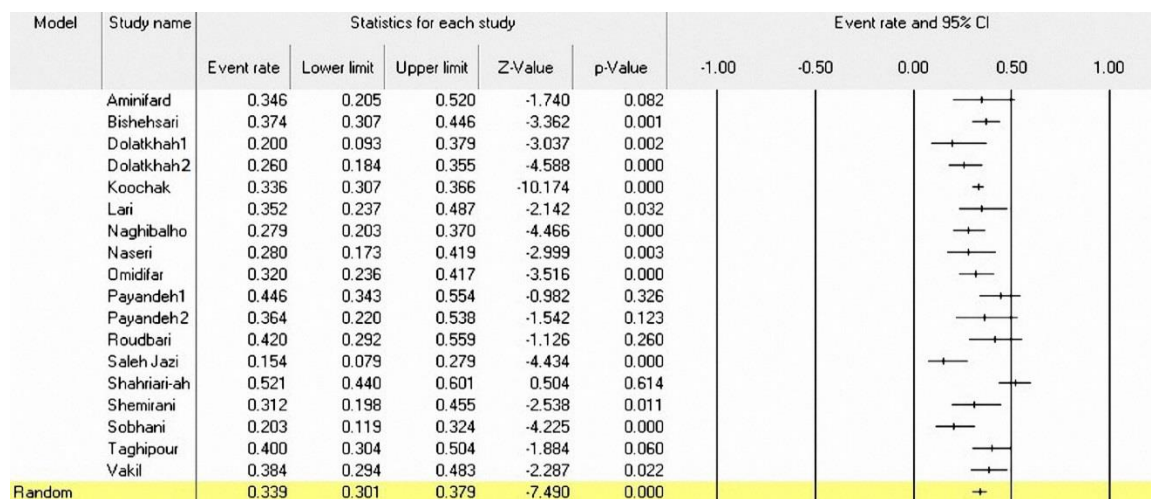 Model Study name Statistics for each study Event rate and 95% CI
Event rate Lower limit Upper limit Z-Value p-Value -1.00 -0.50 0.00 0.50 1.00
Aminifard 0.346 0.205 0.520 -1.740 0.082
Bishehsari 0.374 0.307 0.446 -3.362 0.001
Dolatkhah1 0.200 0.093 0.379 -3.037 0.002
Dolatkhah2 0.260 0.184 0.355 -4.588 0.000
Koochak 0.336 0.307 0.366 -10.174 0.000
Lari 0.352 0.237 0.487 -2.142 0.032
Naghibalho 0.279 0.203 0.370 -4.466 0.000
Naseri 0.280 0.173 0.419 -2.999 0.003
Omidifar 0.320 0.236 0.417 -3.516 0.000
Payandeh1 0.446 0.343 0.554 -0.982 0.326
Payandeh2 0.364 0.220 0.538 -1.542 0.123
Roudbari 0.420 0.292 0.559 -1.126 0.260
Saleh Jazi 0.154 0.079 0.279 -4.434 0.000
Shahriari-ah 0.521 0.440 0.601 0.504 0.614
Shemirani 0.312 0.198 0.455 -2.538 0.011
Sobhani 0.203 0.119 0.324 -4.225 0.000
Taghipour 0.400 0.304 0.504 -1.884 0.060
Vakil 0.384 0.294 0.483 -2.287 0.022
Random 0.339 0.301 0.379 -7.490 0.000